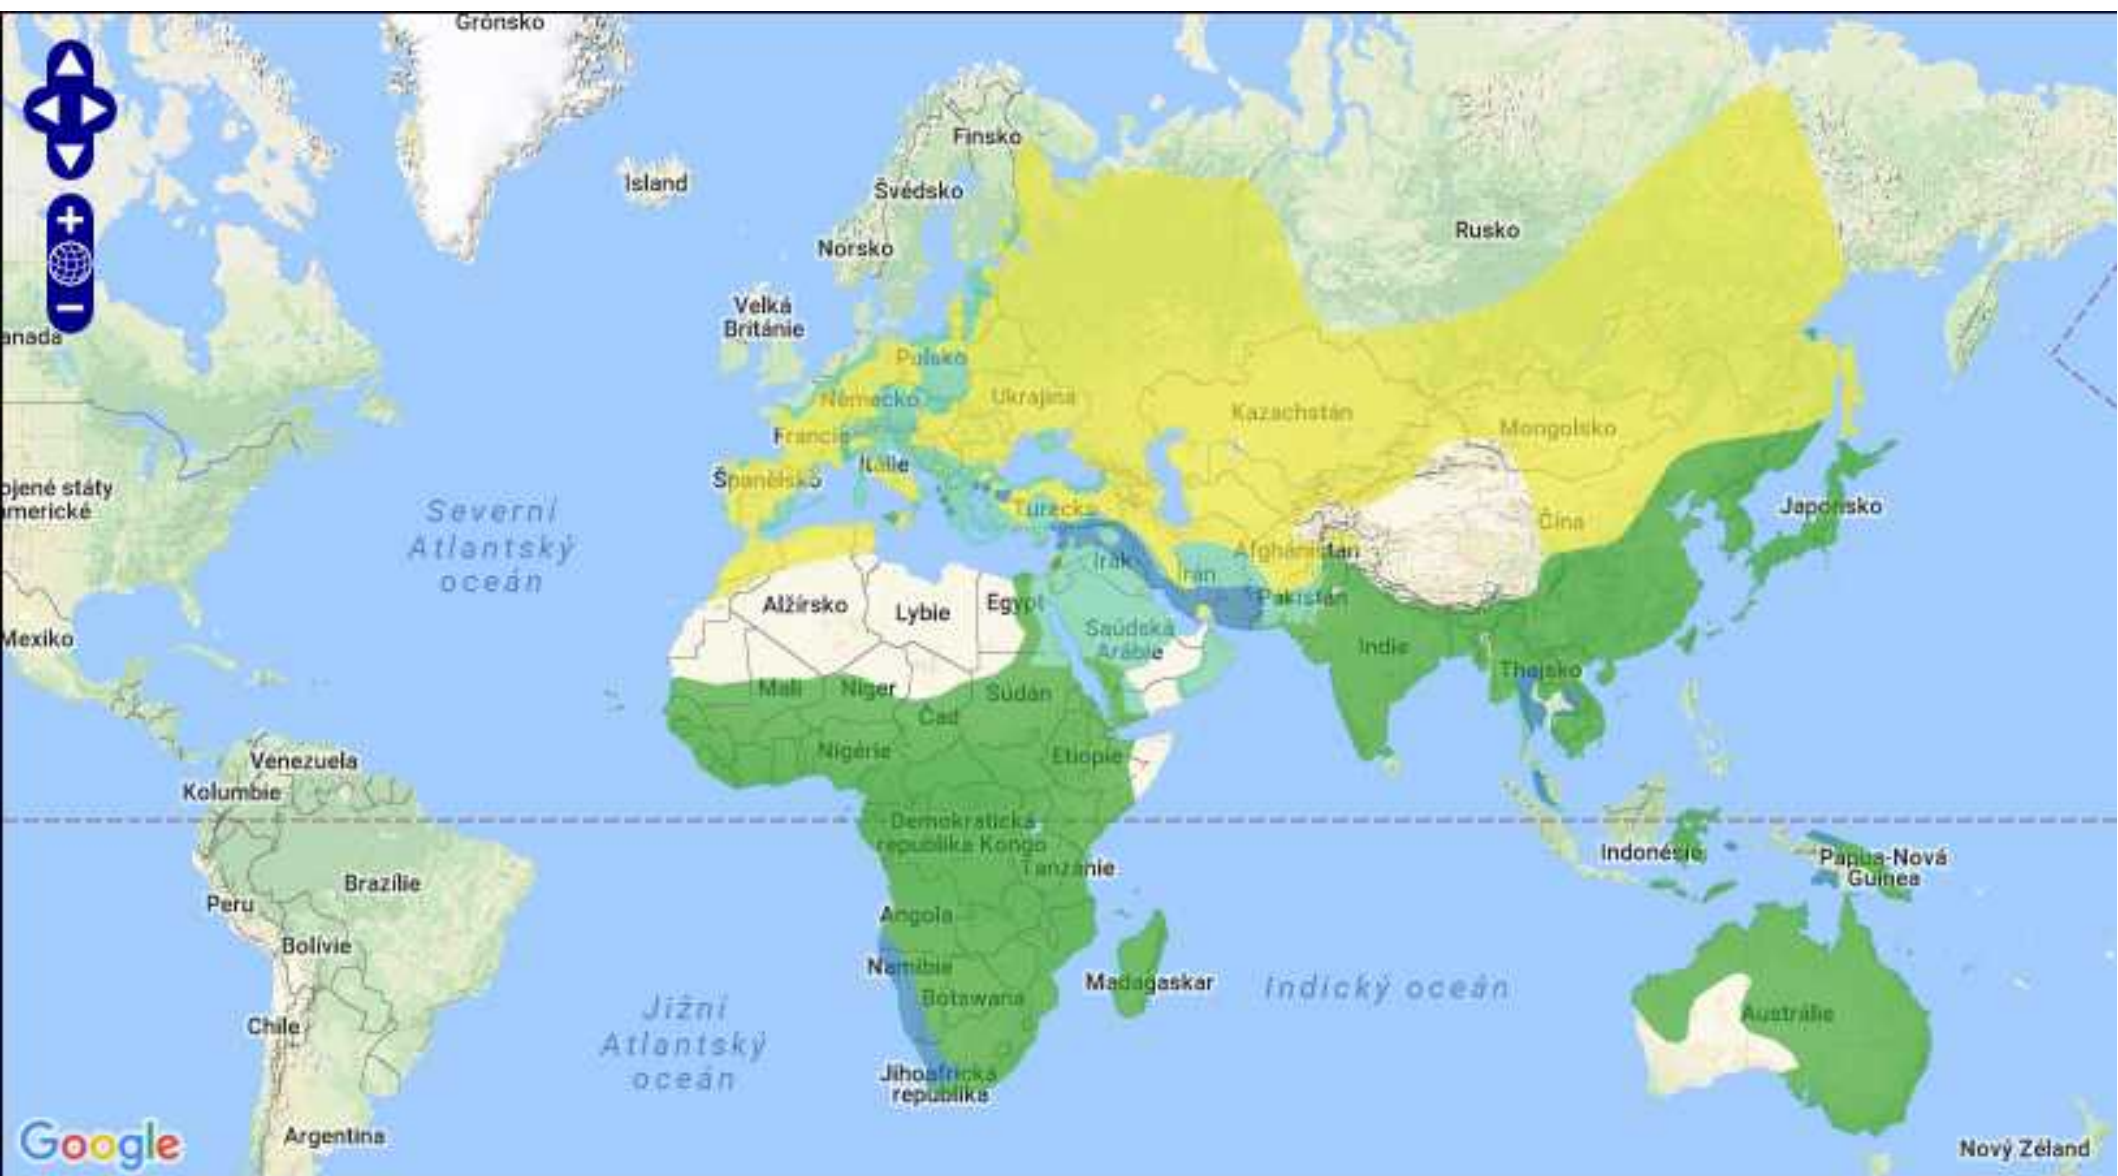 Grónsko
Finsko
Island
Švédsko
Rusko
Norsko
Velká
Británie
anada
Polsko
Německo
Ukrajina
Kazachstán
Mongolsko
Francie
Itálie
Španělsko
ojené státy
americké
Severní
Atlantský
oceán
Turecko
Čína
Japonsko
Afghánistan
Irák
Írán
Pákistán
Alžírsko
Lybie
Egypt
Mexiko
Saúdská
Arábie
Indie
Thajsko
Mali
Niger
Súdán
Čad
Nigérie
Etiopie
Venezuela
Kolumbie
Demokratická
republika Kongo
Tanzánie
Indonésie
Papua-Nová
Guinea
Brazílie
Peru
Angola
Bolívie
Namibie
Botswana
Madagaskar
Indický oceán
Jižní
Atlantský
oceán
Austrálie
Chile
Jihoafrická
republika
Google
Argentina
Nový Zéland